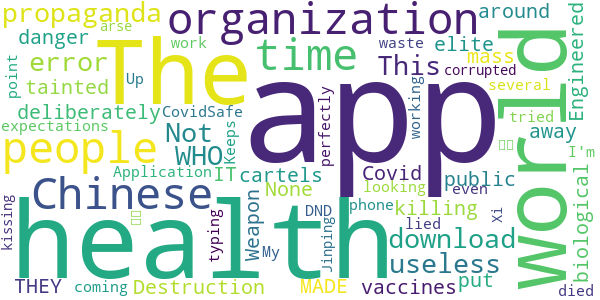 propaganda
organization
around
danger
The
time
elite
mass
Engineered
error
This
corrupted
point
tainted
arse
work
waste
several
Up
app
world
deliberately
CovidSafe
perfectly
working
tried
away
expectations
Not
WHO
Keeps
I'm
people
Application
IT
cartels
Covid
public
biological
None
looking
even
Chinese
typing
Weapon
DND
phone
killing
Xi
kissing
health
My
Jinping
lied
download
useless
THEY
coming
Destruction
MADE
vaccines
put
died